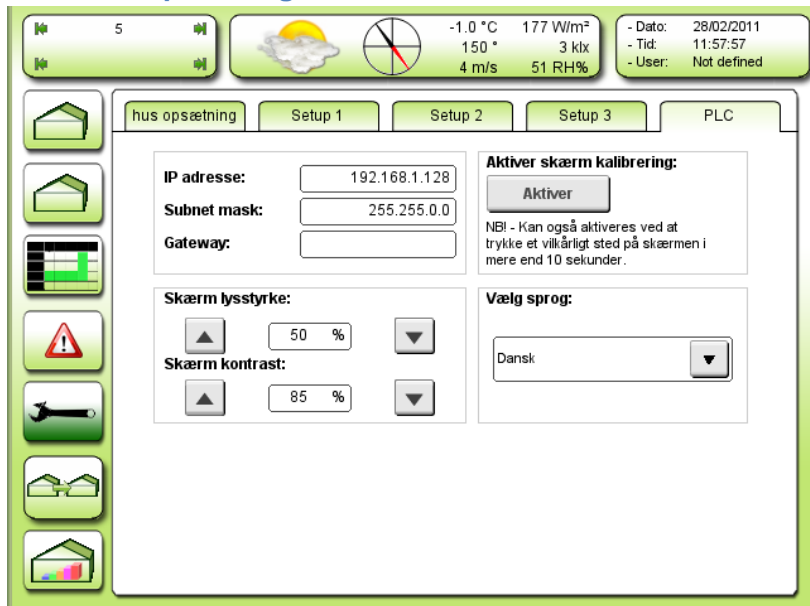 5
-1.0 °C 177 W/m²
150 ° 3 klx
4 m/s 51 RH%
- Dato: 28/02/2011
- Tid: 11:57:57
- User: Not defined
hus opsætning Setup 1 Setup 2 Setup 3 PLC
IP adresse: 192.168.1.128
Subnet mask: 255.255.0.0
Gateway:
Aktiver skærm kalibrering:
Aktiver
NB! - Kan også aktiveres ved at
trykke et vilkårligt sted på skærmen i
mere end 10 sekunder.
Skærm lysstyrke:
50 %
Skærm kontrast:
85 %
Vælg sprog:
Dansk